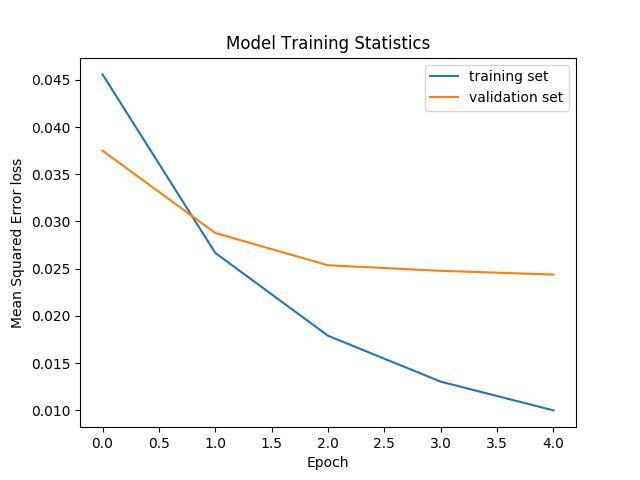 Model Training Statistics
training set
validation set
Mean Squared Error loss
0.045
0.040
0.035
0.030
0.025
0.020
0.015
0.010
0.0 0.5 1.0 1.5 2.0 2.5 3.0 3.5 4.0
Epoch